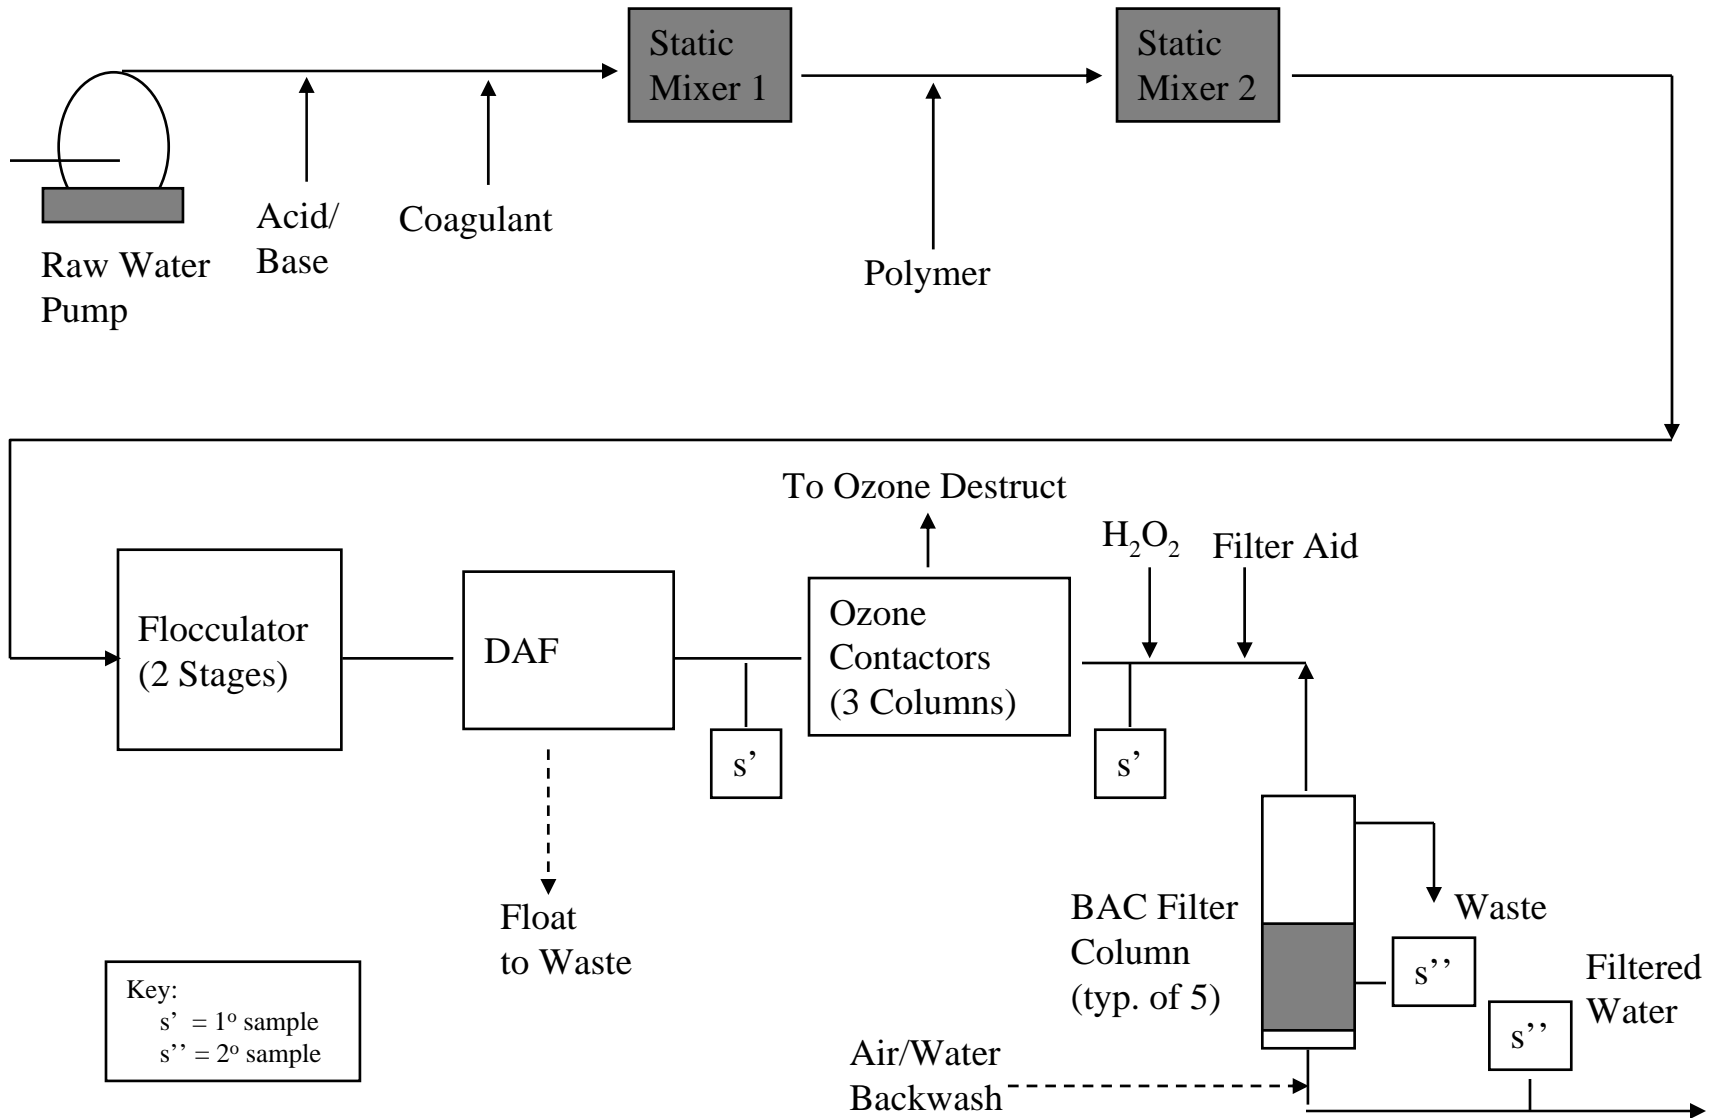 Static
Mixer 1
Static
Mixer 2
Acid/
Base
Coagulant
Raw Water
Pump
Polymer
To Ozone Destruct
H₂O₂
Filter Aid
Flocculator
(2 Stages)
DAF
Ozone
Contactors
(3 Columns)
s’
s’
Float
to Waste
BAC Filter
Column
(typ. of 5)
Waste
s’’
Filtered
Water
s’’
Key:
s’ = 1º sample
s’’ = 2º sample
Air/Water
Backwash